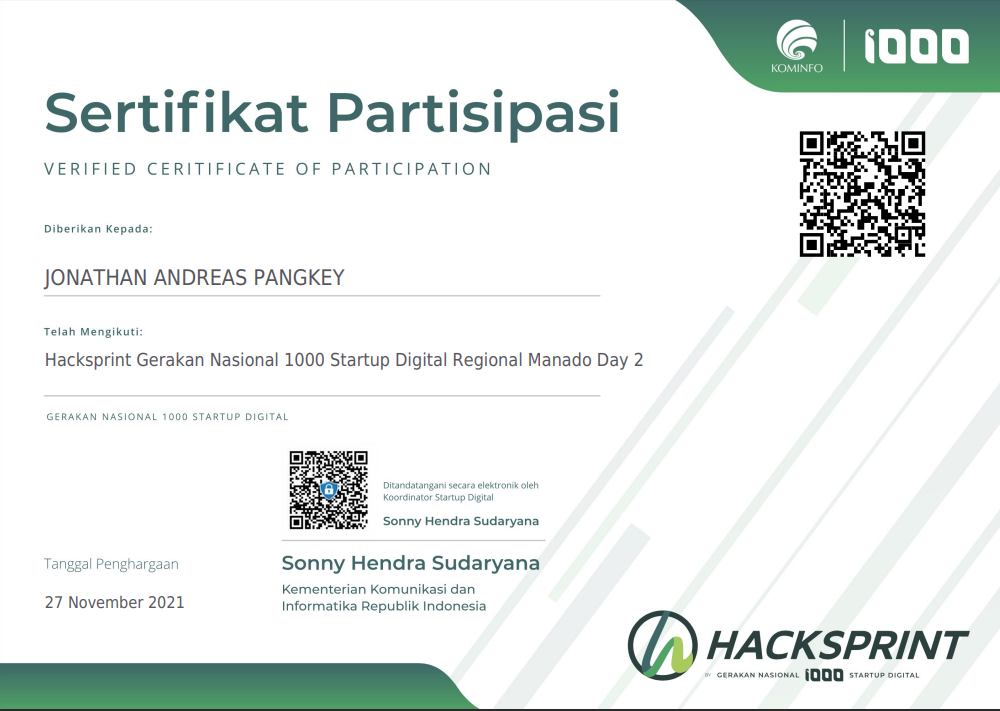 KOMINFO
1000
Sertifikat Partisipasi
VERIFIED CERITIFICATE OF PARTICIPATION
Diberikan Kepada:
JONATHAN ANDREAS PANGKEY
Telah Mengikuti:
Hacksprint Gerakan Nasional 1000 Startup Digital Regional Manado Day 2
GERAKAN NASIONAL 1000 STARTUP DIGITAL
Ditandatangani secara elektronik oleh
Koordinator Startup Digital
Sonny Hendra Sudaryana
Sonny Hendra Sudaryana
Kementerian Komunikasi dan
Informatika Republik Indonesia
Tanggal Penghargaan
27 November 2021
HACKSPRINT
BY GERAKAN NASIONAL 1000 STARTUP DIGITAL